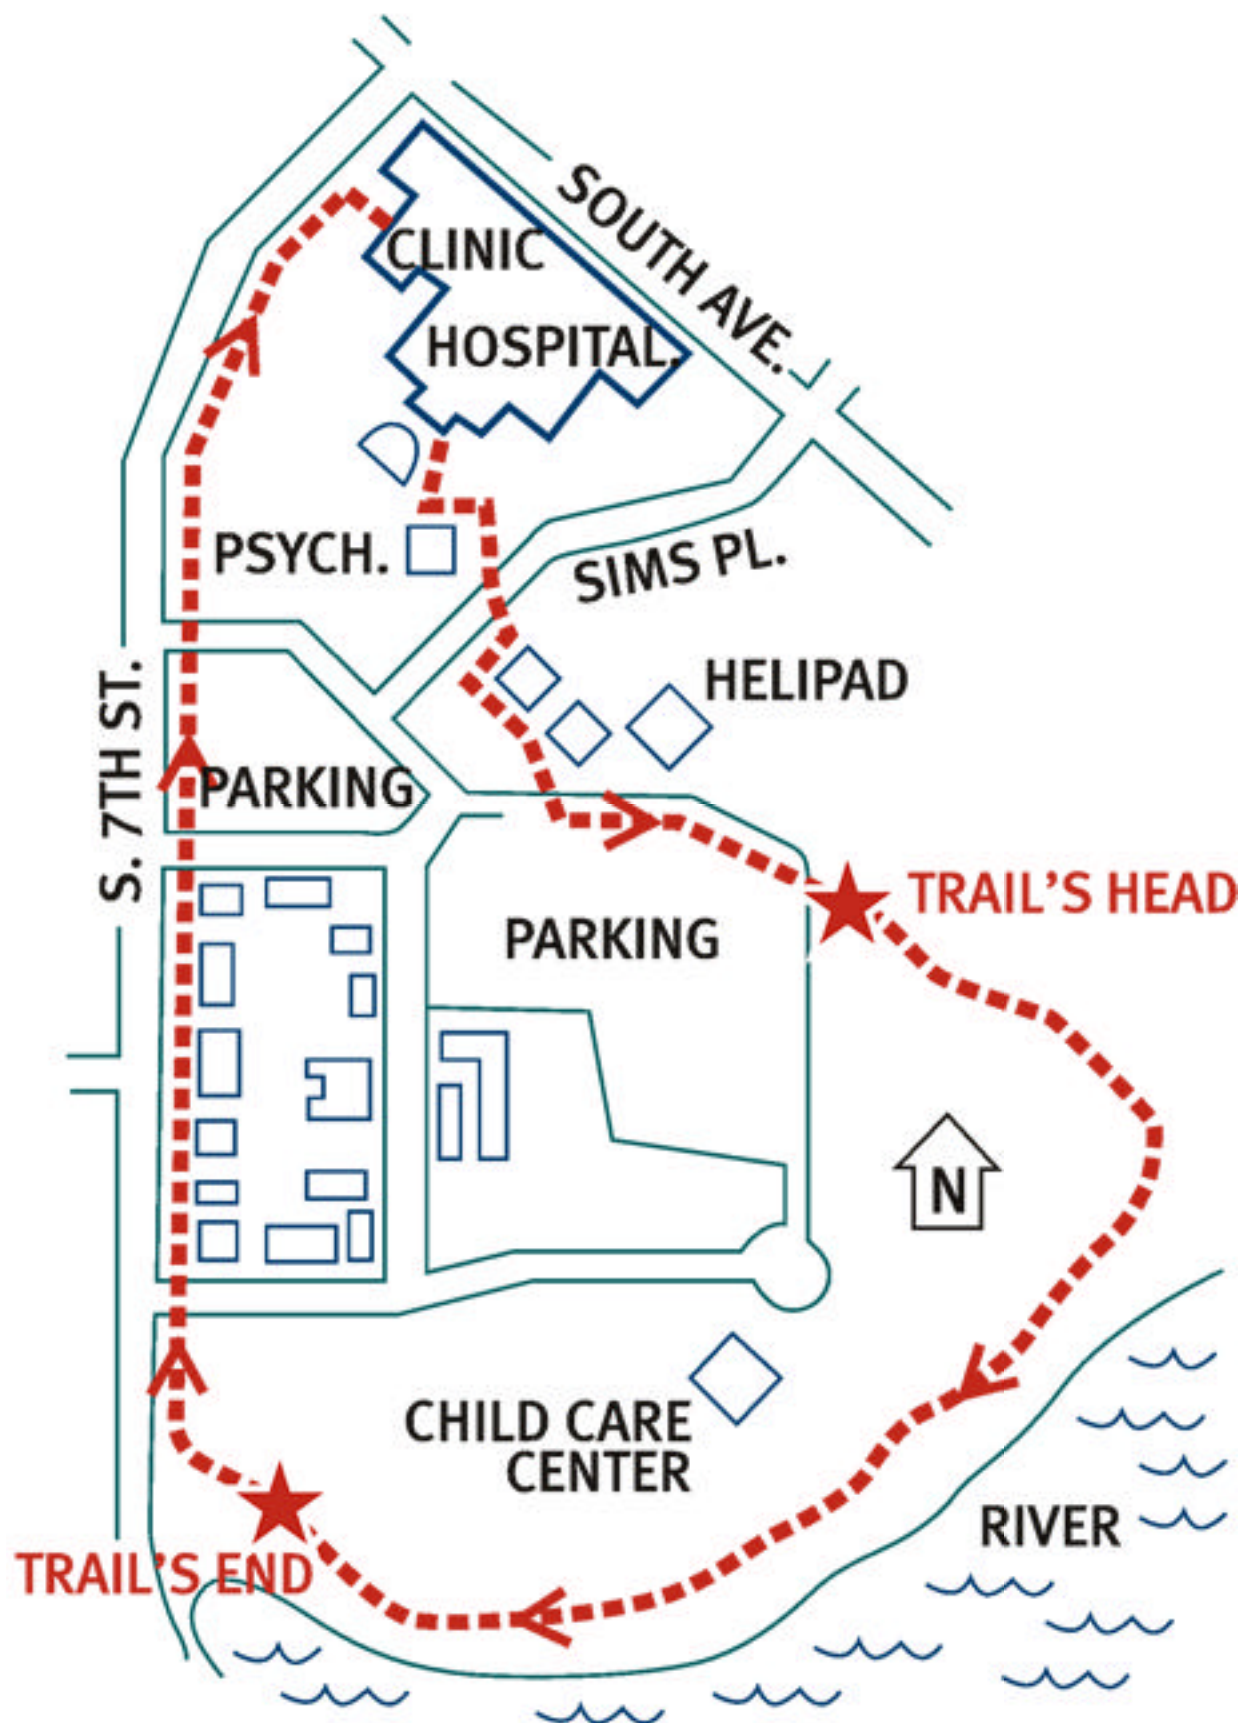 SOUTH AVE.
CLINIC
HOSPITAL.
PSYCH.
SIMS PL.
HELIPAD
S. 7TH ST.
PARKING
TRAIL'S HEAD
PARKING
N
CHILD CARE
CENTER
RIVER
TRAIL'S END